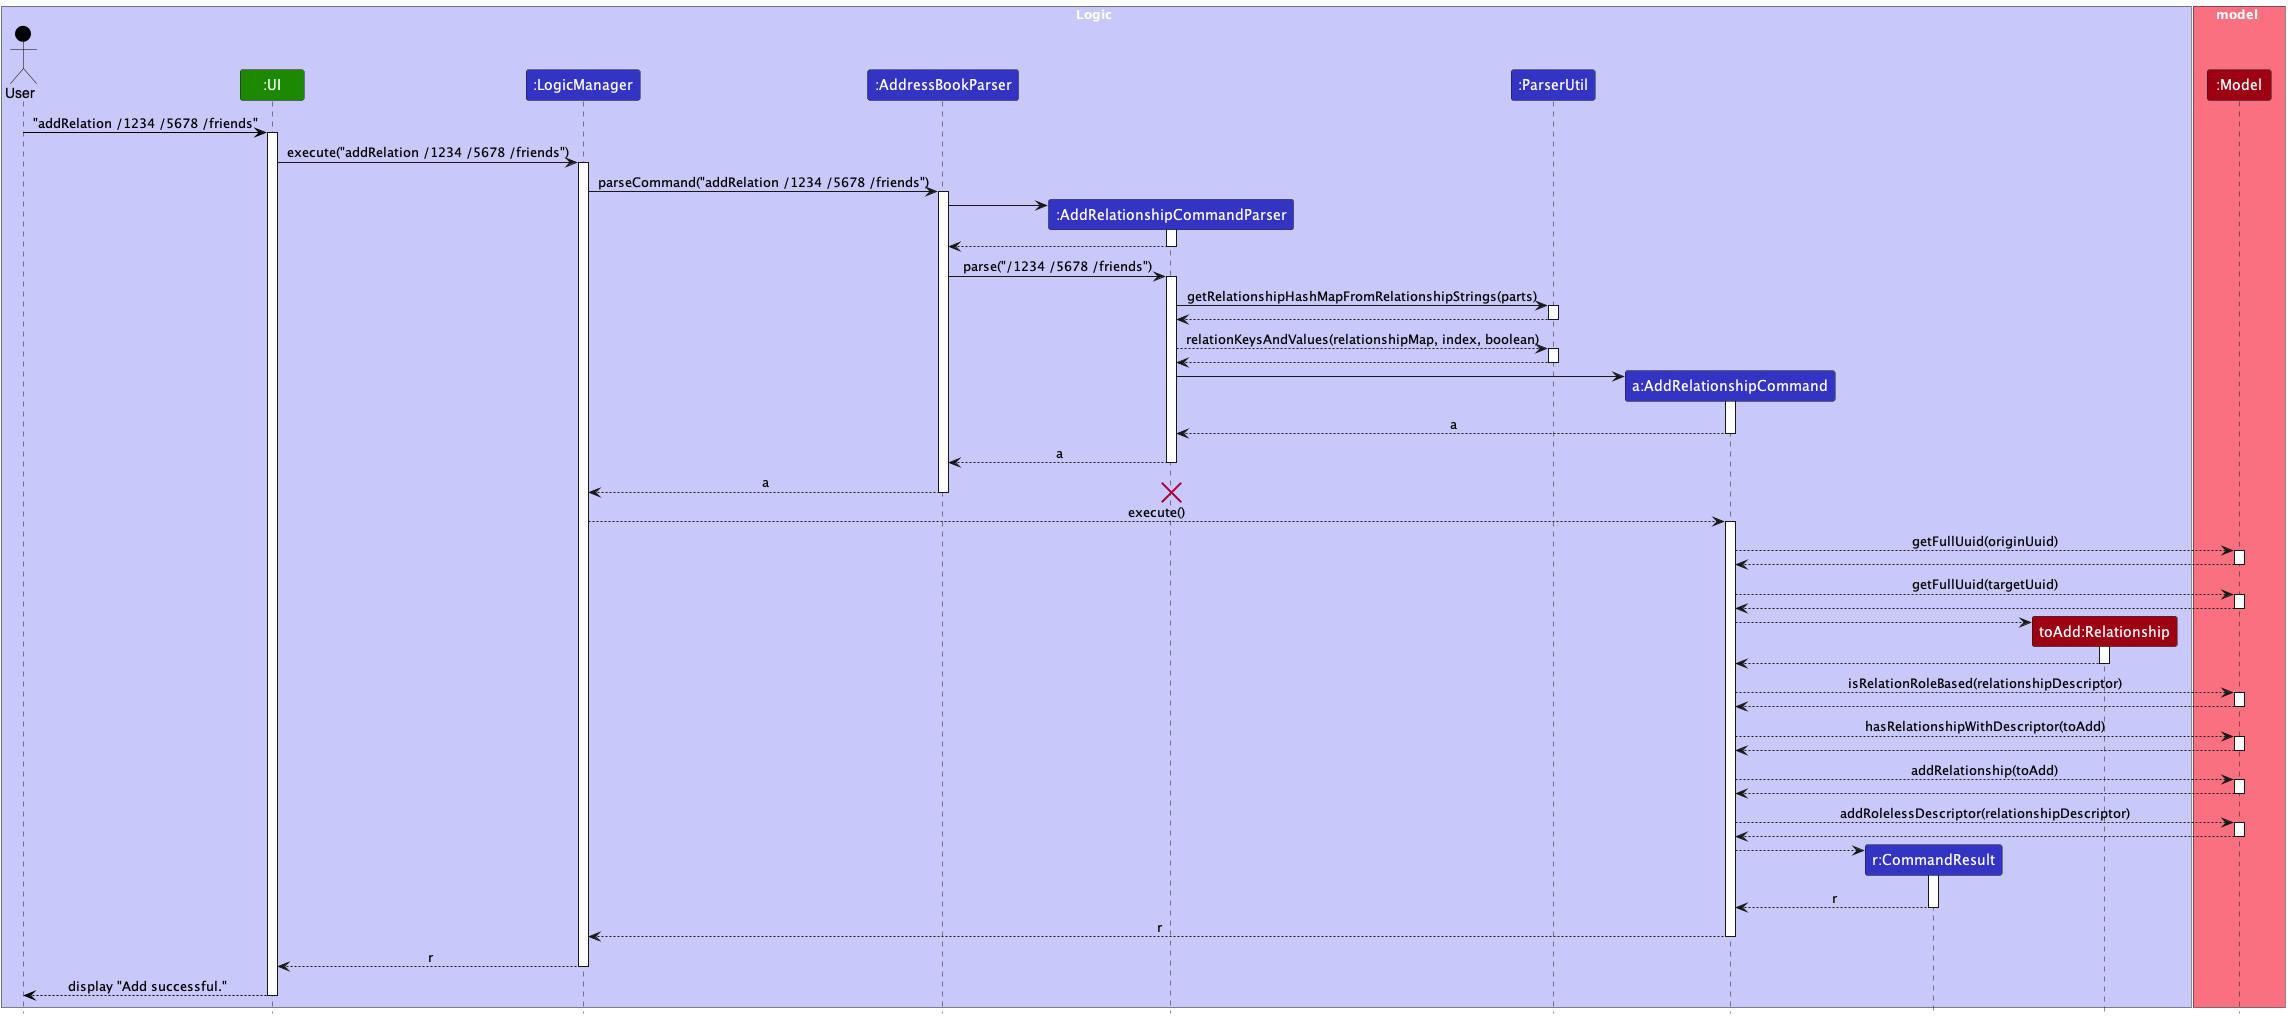 Logic
model
User
:UI
:LogicManager
:AddressBookParser
:ParserUtil
:Model
"addRelation /1234 /5678 /friends"
execute("addRelation /1234 /5678 /friends")
parseCommand("addRelation /1234 /5678 /friends")
:AddRelationshipCommandParser
parse("/1234 /5678 /friends")
getRelationshipHashMapFromRelationshipStrings(parts)
relationKeysAndValues(relationshipMap, index, boolean)
a:AddRelationshipCommand
a
a
a
execute()
getFullUuid(originUuid)
getFullUuid(targetUuid)
toAdd:Relationship
isRelationRoleBased(relationshipDescriptor)
hasRelationshipWithDescriptor(toAdd)
addRelationship(toAdd)
addRolelessDescriptor(relationshipDescriptor)
r:CommandResult
r
r
r
display "Add successful."